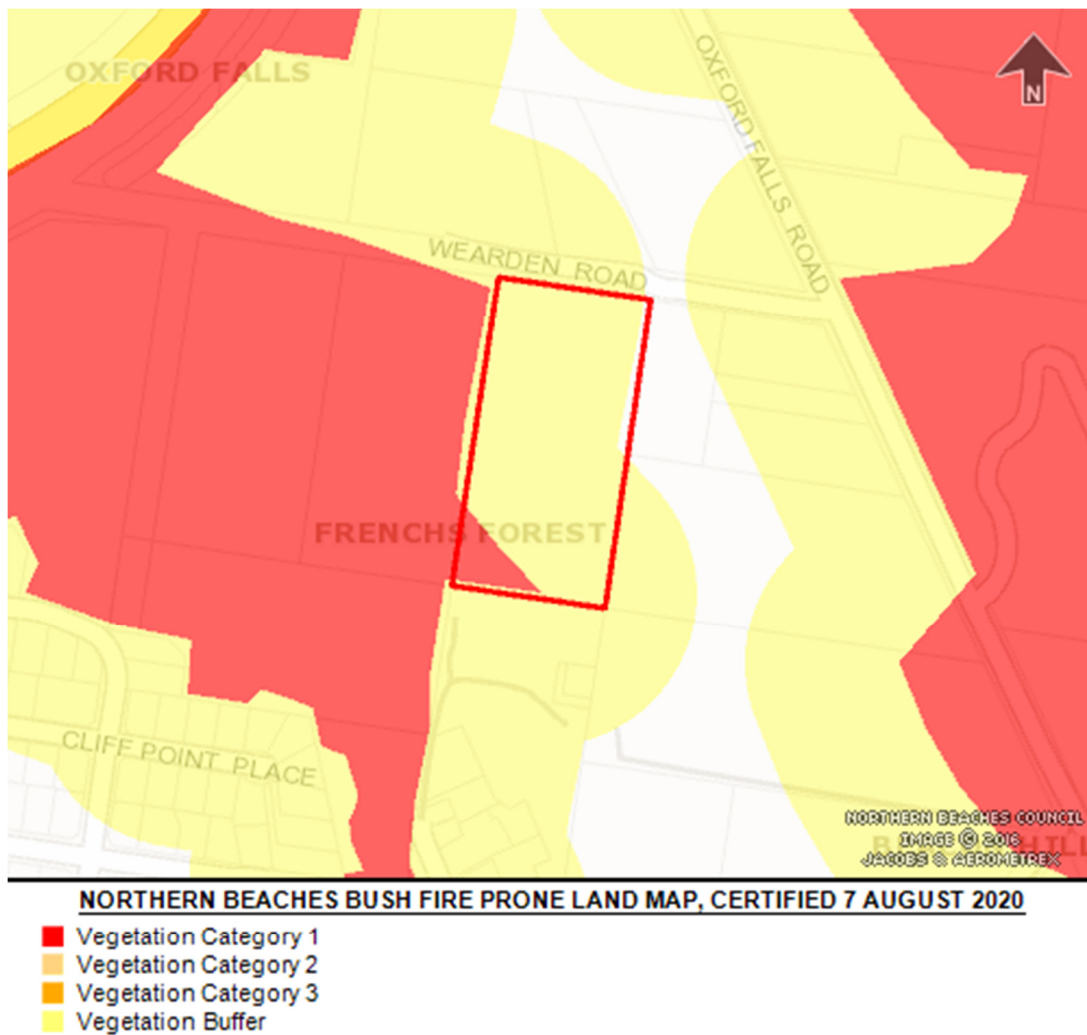 OXFORD FALLS
N
OXFORD FALLS ROAD
WEARDEN ROAD
FRENCHS FOREST
CLIFF POINT PLACE
NORTHERN BEACHES COUNCIL
IMAGE © 2016
JACOBS & AEROMETREX
NORTHERN BEACHES BUSH FIRE PRONE LAND MAP, CERTIFIED 7 AUGUST 2020
Vegetation Category 1
Vegetation Category 2
Vegetation Category 3
Vegetation Buffer